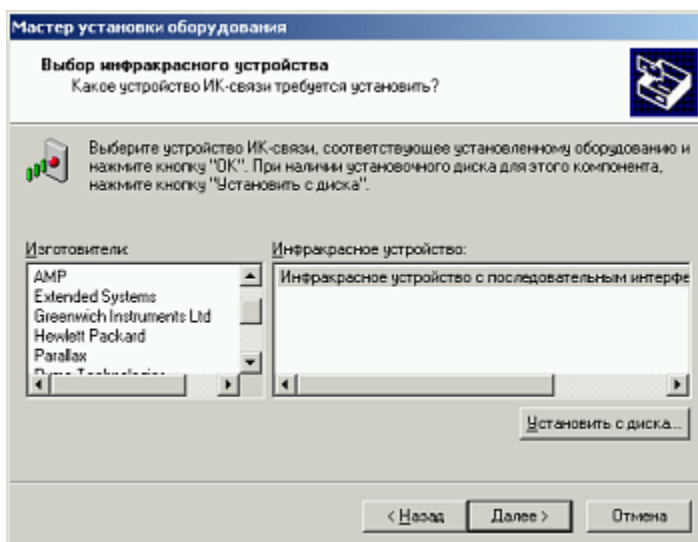 Мастер установки оборудования
Выбор инфракрасного устройства
Какое устройство ИК-связи требуется установить?
Выберите устройство ИК-связи, соответствующее установленному оборудованию и
нажмите кнопку "ОК". При наличии установочного диска для этого компонента,
нажмите кнопку "Установить с диска".
Изготовители:
Инфракрасное устройство:
AMP
Extended Systems
Greenwich Instruments Ltd
Hewlett Packard
Parallax
Инфракрасное устройство с последовательным интерфе
Установить с диска...
< Назад
Далее >
Отмена